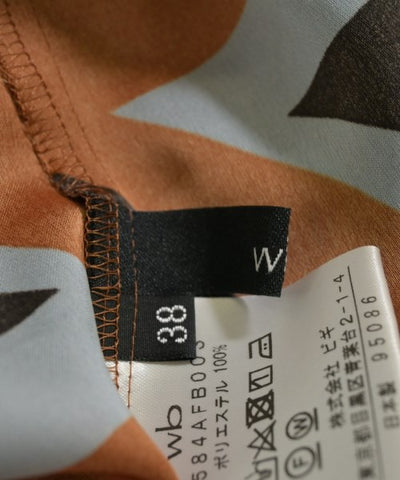 w
38
wb
584AFB003
ポリエステル 100%
W
F
株式会社 ビギ
東京都目黒区青葉台2-1-4
日本製 95086